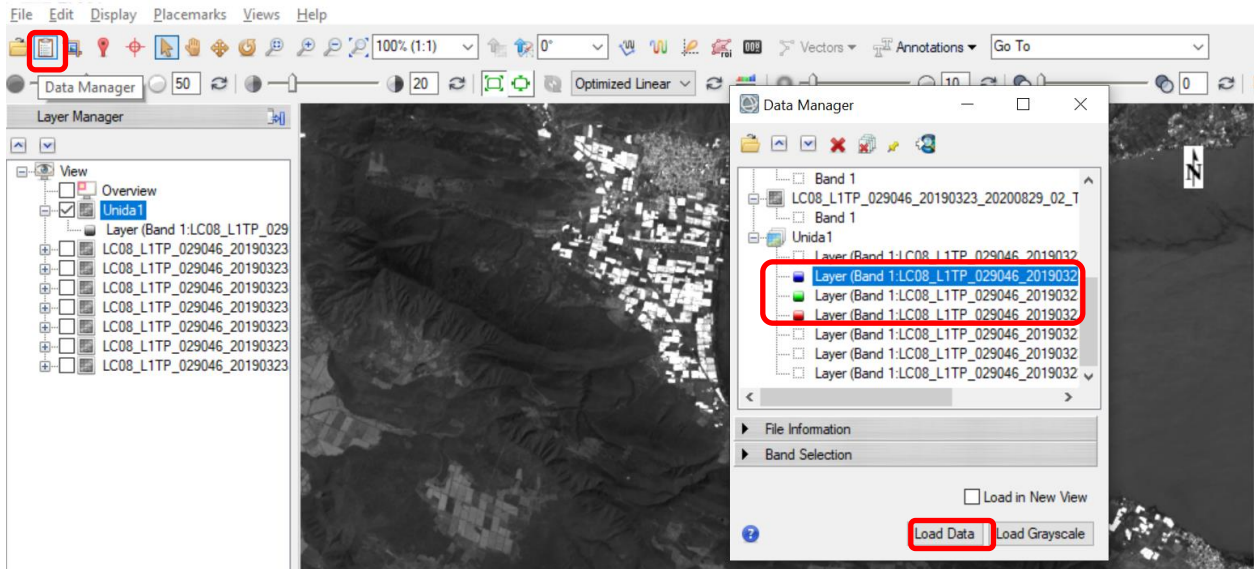 File Edit Display Placemarks Views Help
100% (1:1) 0° roi Vectors Annotations Go To
50 20 Optimized Linear 10 0
Data Manager
Layer Manager
View
Overview
Unida1
Layer (Band 1:LC08_L1TP_029
LC08_L1TP_029046_20190323
LC08_L1TP_029046_20190323
LC08_L1TP_029046_20190323
LC08_L1TP_029046_20190323
LC08_L1TP_029046_20190323
LC08_L1TP_029046_20190323
LC08_L1TP_029046_20190323
N
Data Manager
Band 1
LC08_L1TP_029046_20190323_20200829_02_T
Band 1
Unida1
Layer (Band 1:LC08_L1TP_029046_2019032
Layer (Band 1:LC08_L1TP_029046_2019032
Layer (Band 1:LC08_L1TP_029046_2019032
Layer (Band 1:LC08_L1TP_029046_2019032
Layer (Band 1:LC08_L1TP_029046_2019032
Layer (Band 1:LC08_L1TP_029046_2019032
Layer (Band 1:LC08_L1TP_029046_2019032
File Information
Band Selection
Load in New View
Load Data Load Grayscale